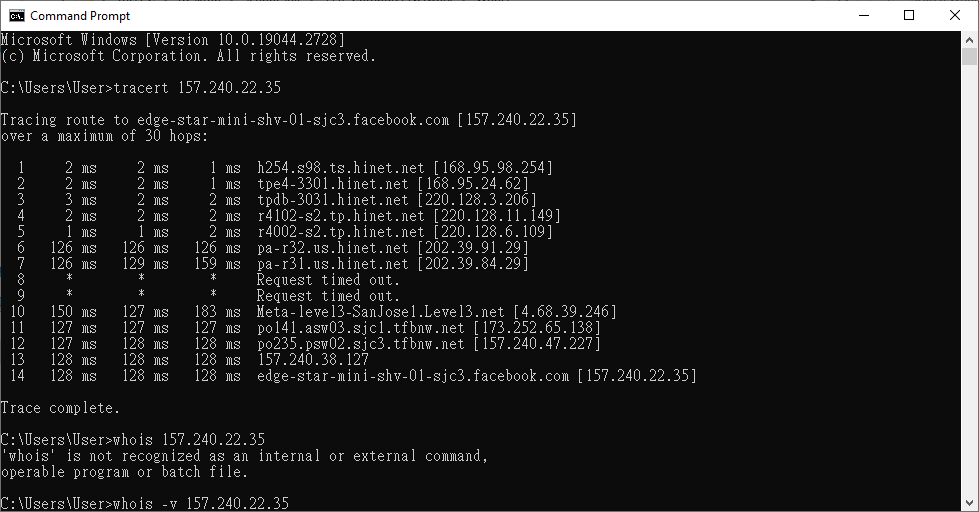 Command Prompt
Microsoft Windows [Version 10.0.19044.2728]
(c) Microsoft Corporation. All rights reserved.
C:\Users\User>tracert 157.240.22.35
Tracing route to edge-star-mini-shv-01-sjc3.facebook.com [157.240.22.35]
over a maximum of 30 hops:
1 2 ms 2 ms 1 ms h254.s98.ts.hinet.net [168.95.98.254]
2 2 ms 2 ms 1 ms tpe4-3301.hinet.net [168.95.24.62]
3 3 ms 2 ms 2 ms tpdb-3031.hinet.net [220.128.3.206]
4 2 ms 2 ms 2 ms r4102-s2.tp.hinet.net [220.128.11.149]
5 1 ms 1 ms 2 ms r4002-s2.tp.hinet.net [220.128.6.109]
6 126 ms 126 ms 126 ms pa-r32.us.hinet.net [202.39.91.29]
7 126 ms 129 ms 159 ms pa-r31.us.hinet.net [202.39.84.29]
8 * * * Request timed out.
9 * * * Request timed out.
10 150 ms 127 ms 183 ms Meta-level3-SanJose1.Level3.net [4.68.39.246]
11 127 ms 127 ms 127 ms po141.asw03.sjc1.tfbnw.net [173.252.65.138]
12 127 ms 128 ms 128 ms po235.psw02.sjc3.tfbnw.net [157.240.47.227]
13 128 ms 128 ms 128 ms 157.240.38.127
14 128 ms 128 ms 128 ms edge-star-mini-shv-01-sjc3.facebook.com [157.240.22.35]
Trace complete.
C:\Users\User>whois 157.240.22.35
'whois' is not recognized as an internal or external command,
operable program or batch file.
C:\Users\User>whois -v 157.240.22.35